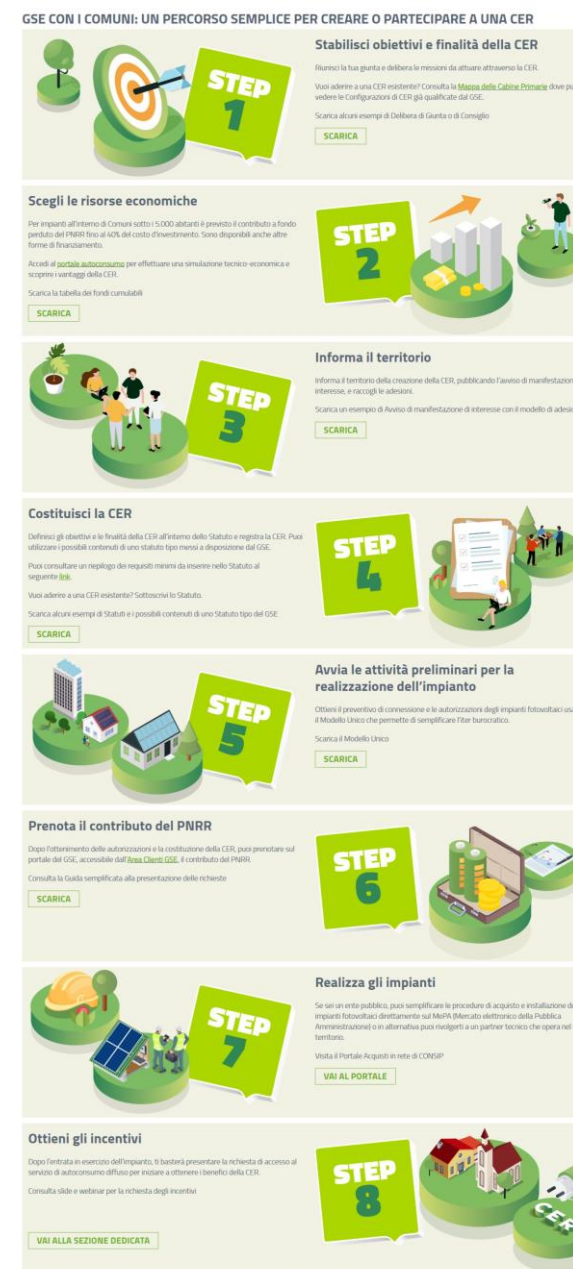 GSE CON I COMUNI: UN PERCORSO SEMPLICE PER CREARE O PARTECIPARE A UNA CER
STEP
1
Stabilisci obiettivi e finalità della CER
Riunisci la tua giunta e delibera le missioni da attuare attraverso la CER.
Vuoi aderire a una CER esistente? Consulta la Mappa delle Cabine Primarie dove
vedere le Configurazioni di CER già qualificate dal GSE.
Scarica alcuni esempi di Delibera di Giunta o di Consiglio
SCARICA
Scegli le risorse economiche
Per impianti all'interno di Comuni sotto i 5.000 abitanti è previsto il contributo a fondo
perduto del PNRR fino al 40% del costo d'investimento. Sono disponibili anche altre
forme di finanziamento.
Accedi al portale autoconsumo per effettuare una simulazione tecnico-economica e
scoprire i vantaggi della CER.
Scarica la tabella dei fondi cumulabili
SCARICA
STEP
2
STEP
3
Informa il territorio
Informa il territorio della creazione della CER, pubblicando l'avviso di
interesse, e raccogli le adesioni.
Scarica un esempio di Avviso di manifestazione di interesse con il modello di
SCARICA
Costituisci la CER
Definisci gli obiettivi e le finalità della CER all'interno dello Statuto e registra la CER. Puoi
utilizzare i possibili contenuti di uno statuto tipo messi a disposizione dal GSE.
Puoi consultare un riepilogo dei requisiti minimi da inserire nello Statuto al
seguente link.
Vuoi aderire a una CER esistente? Sottoscrivi lo Statuto.
Scarica alcuni esempi di Statuti e i possibili contenuti di uno Statuto tipo del GSE
SCARICA
STEP
4
STEP
5
Avvia le attività preliminari per la
realizzazione dell'impianto
Ottieni il preventivo di connessione e le autorizzazioni degli impianti fotovoltaici
il Modello Unico che permette di semplificare l'iter burocratico.
Scarica il Modello Unico
SCARICA
Prenota il contributo del PNRR
Dopo l'ottenimento delle autorizzazioni e la costituzione della CER, puoi prenotare sul
portale del GSE, accessibile dall'Area Clienti GSE, il contributo del PNRR.
Consulta la Guida semplificata alla presentazione delle richieste
SCARICA
STEP
6
STEP
7
Realizza gli impianti
Se sei un ente pubblico, puoi semplificare le procedure di acquisto e installazione
impianti fotovoltaici direttamente sul MePA (Mercato elettronico della Pubblica
Amministrazione) o in alternativa puoi rivolgerti a un partner tecnico che opera nel
territorio.
Visita il Portale Acquisti in rete di CONSIP
VAI AL PORTALE
Ottieni gli incentivi
Dopo l'entrata in esercizio dell'impianto, ti basterà presentare la richiesta di accesso al
servizio di autoconsumo diffuso per iniziare a ottenere i benefici della CER.
Consulta slide e webinar per la richiesta degli incentivi
VAI ALLA SEZIONE DEDICATA
STEP
8
CER